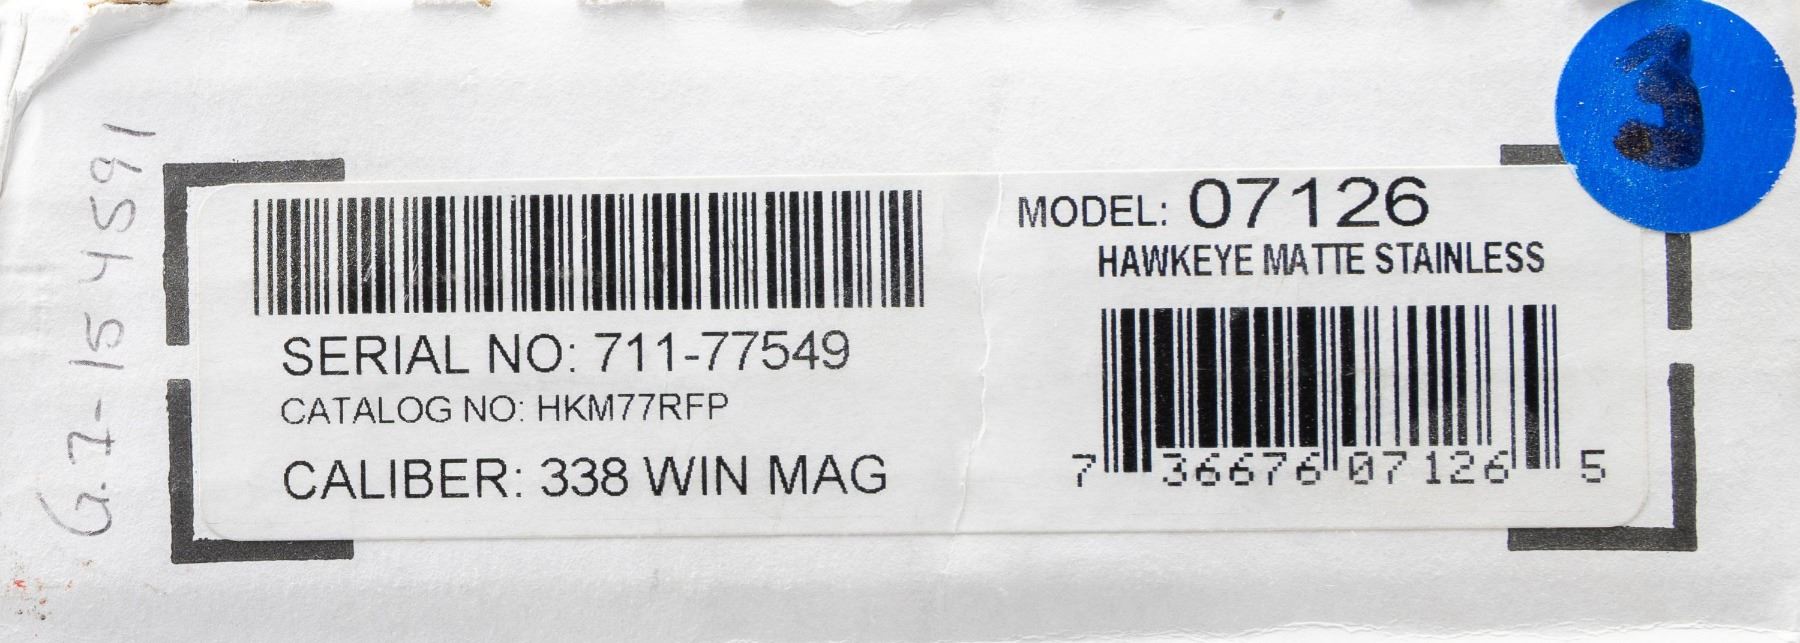 G.7-154591
SERIAL NO: 711-77549
CATALOG NO: HKM77RFP
CALIBER: 338 WIN MAG
MODEL: 07126
HAWKEYE MATTE STAINLESS
7 36676 07126 5
3